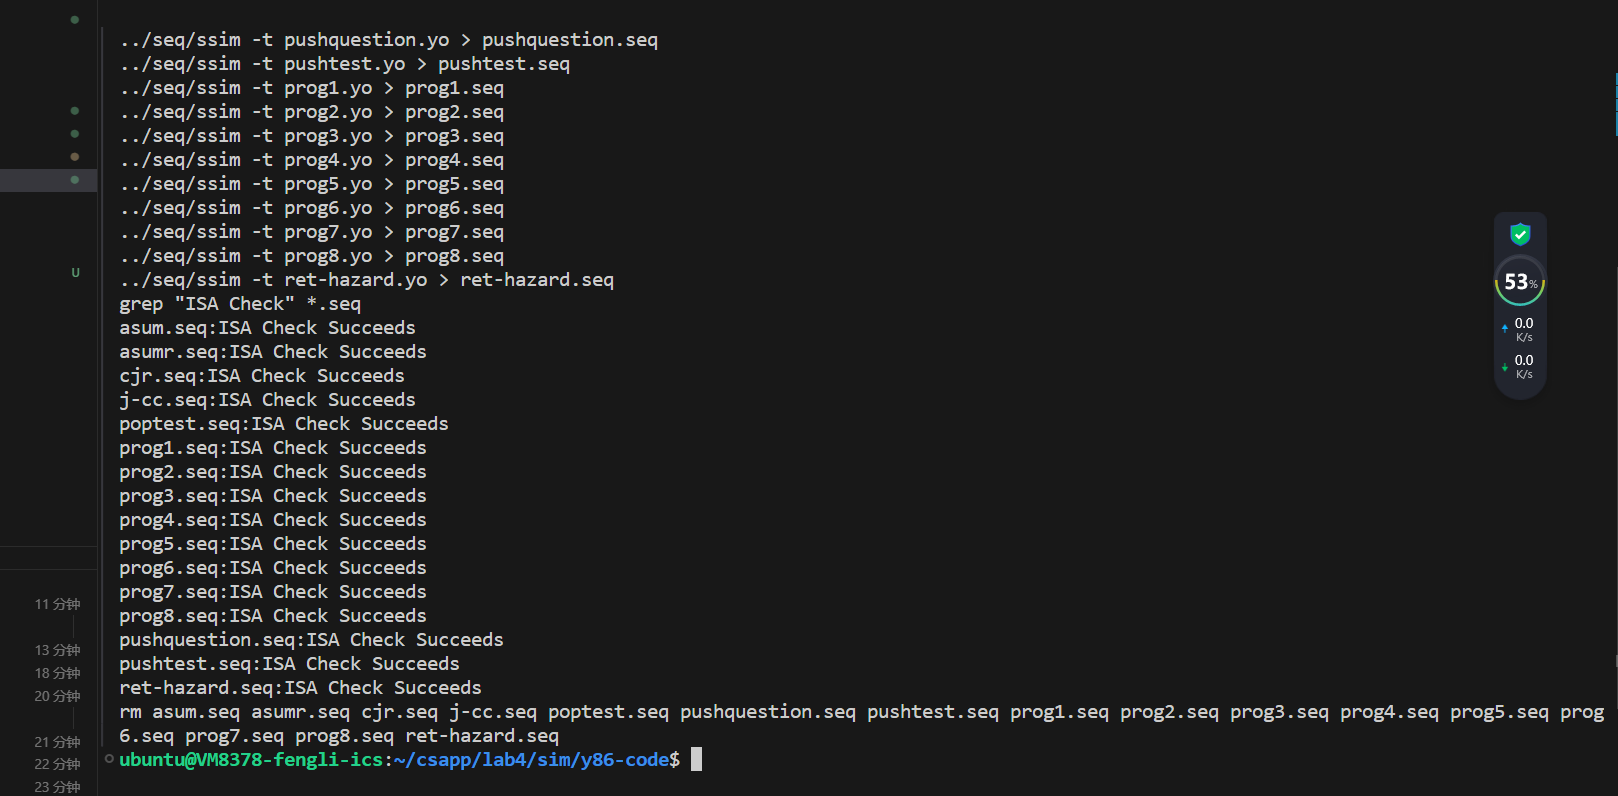 ../seq/ssim -t pushquestion.yo > pushquestion.seq
../seq/ssim -t pushtest.yo > pushtest.seq
../seq/ssim -t prog1.yo > prog1.seq
../seq/ssim -t prog2.yo > prog2.seq
../seq/ssim -t prog3.yo > prog3.seq
../seq/ssim -t prog4.yo > prog4.seq
../seq/ssim -t prog5.yo > prog5.seq
../seq/ssim -t prog6.yo > prog6.seq
../seq/ssim -t prog7.yo > prog7.seq
../seq/ssim -t prog8.yo > prog8.seq
../seq/ssim -t ret-hazard.yo > ret-hazard.seq
grep "ISA Check" *.seq
asum.seq:ISA Check Succeeds
asumr.seq:ISA Check Succeeds
cjr.seq:ISA Check Succeeds
j-cc.seq:ISA Check Succeeds
poptest.seq:ISA Check Succeeds
prog1.seq:ISA Check Succeeds
prog2.seq:ISA Check Succeeds
prog3.seq:ISA Check Succeeds
prog4.seq:ISA Check Succeeds
prog5.seq:ISA Check Succeeds
prog6.seq:ISA Check Succeeds
prog7.seq:ISA Check Succeeds
prog8.seq:ISA Check Succeeds
pushquestion.seq:ISA Check Succeeds
pushtest.seq:ISA Check Succeeds
ret-hazard.seq:ISA Check Succeeds
rm asum.seq asumr.seq cjr.seq j-cc.seq poptest.seq pushquestion.seq pushtest.seq prog1.seq prog2.seq prog3.seq prog4.seq prog5.seq prog
6.seq prog7.seq prog8.seq ret-hazard.seq
ubuntu@VM8378-fengli-ics:~/csapp/lab4/sim/y86-code$
U
11 分钟
13 分钟
18 分钟
20 分钟
21 分钟
22 分钟
23 分钟
53%
0.0
K/s
0.0
K/s